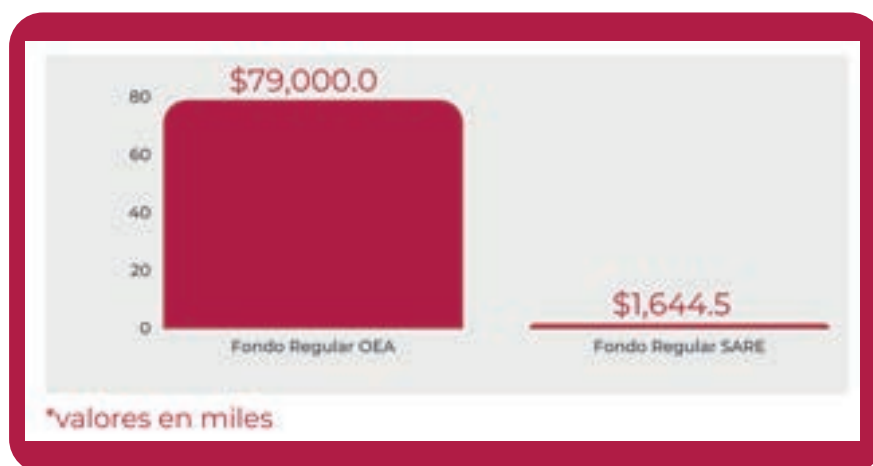 $79,000.0
80
60
40
20
0
$1,644.5
Fondo Regular OEA
Fondo Regular SARE
*valores en miles